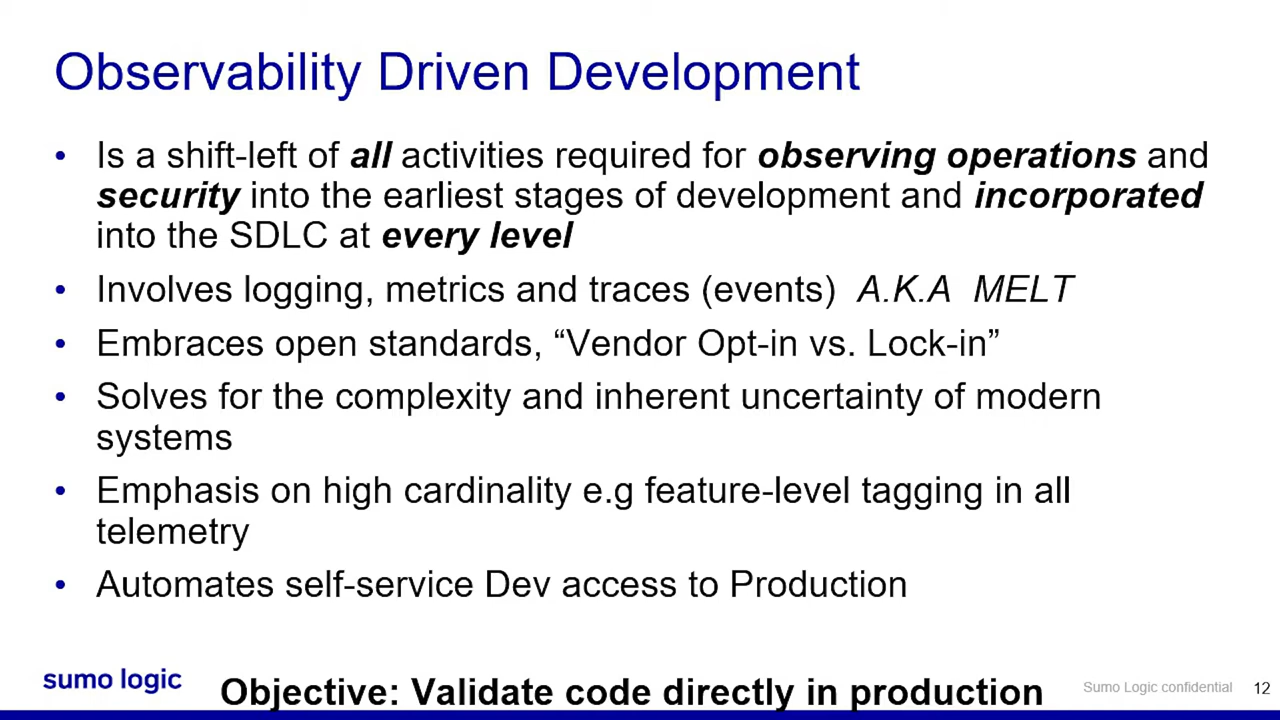 Observability Driven Development
• Is a shift-left of all activities required for observing operations and
security into the earliest stages of development and incorporated
into the SDLC at every level
• Involves logging, metrics and traces (events)  A.K.A  MELT
• Embraces open standards, “Vendor Opt-in vs. Lock-in”
• Solves for the complexity and inherent uncertainty of modern
systems
• Emphasis on high cardinality e.g feature-level tagging in all
telemetry
• Automates self-service Dev access to Production
sumo logic
Objective: Validate code directly in production
Sumo Logic confidential 12